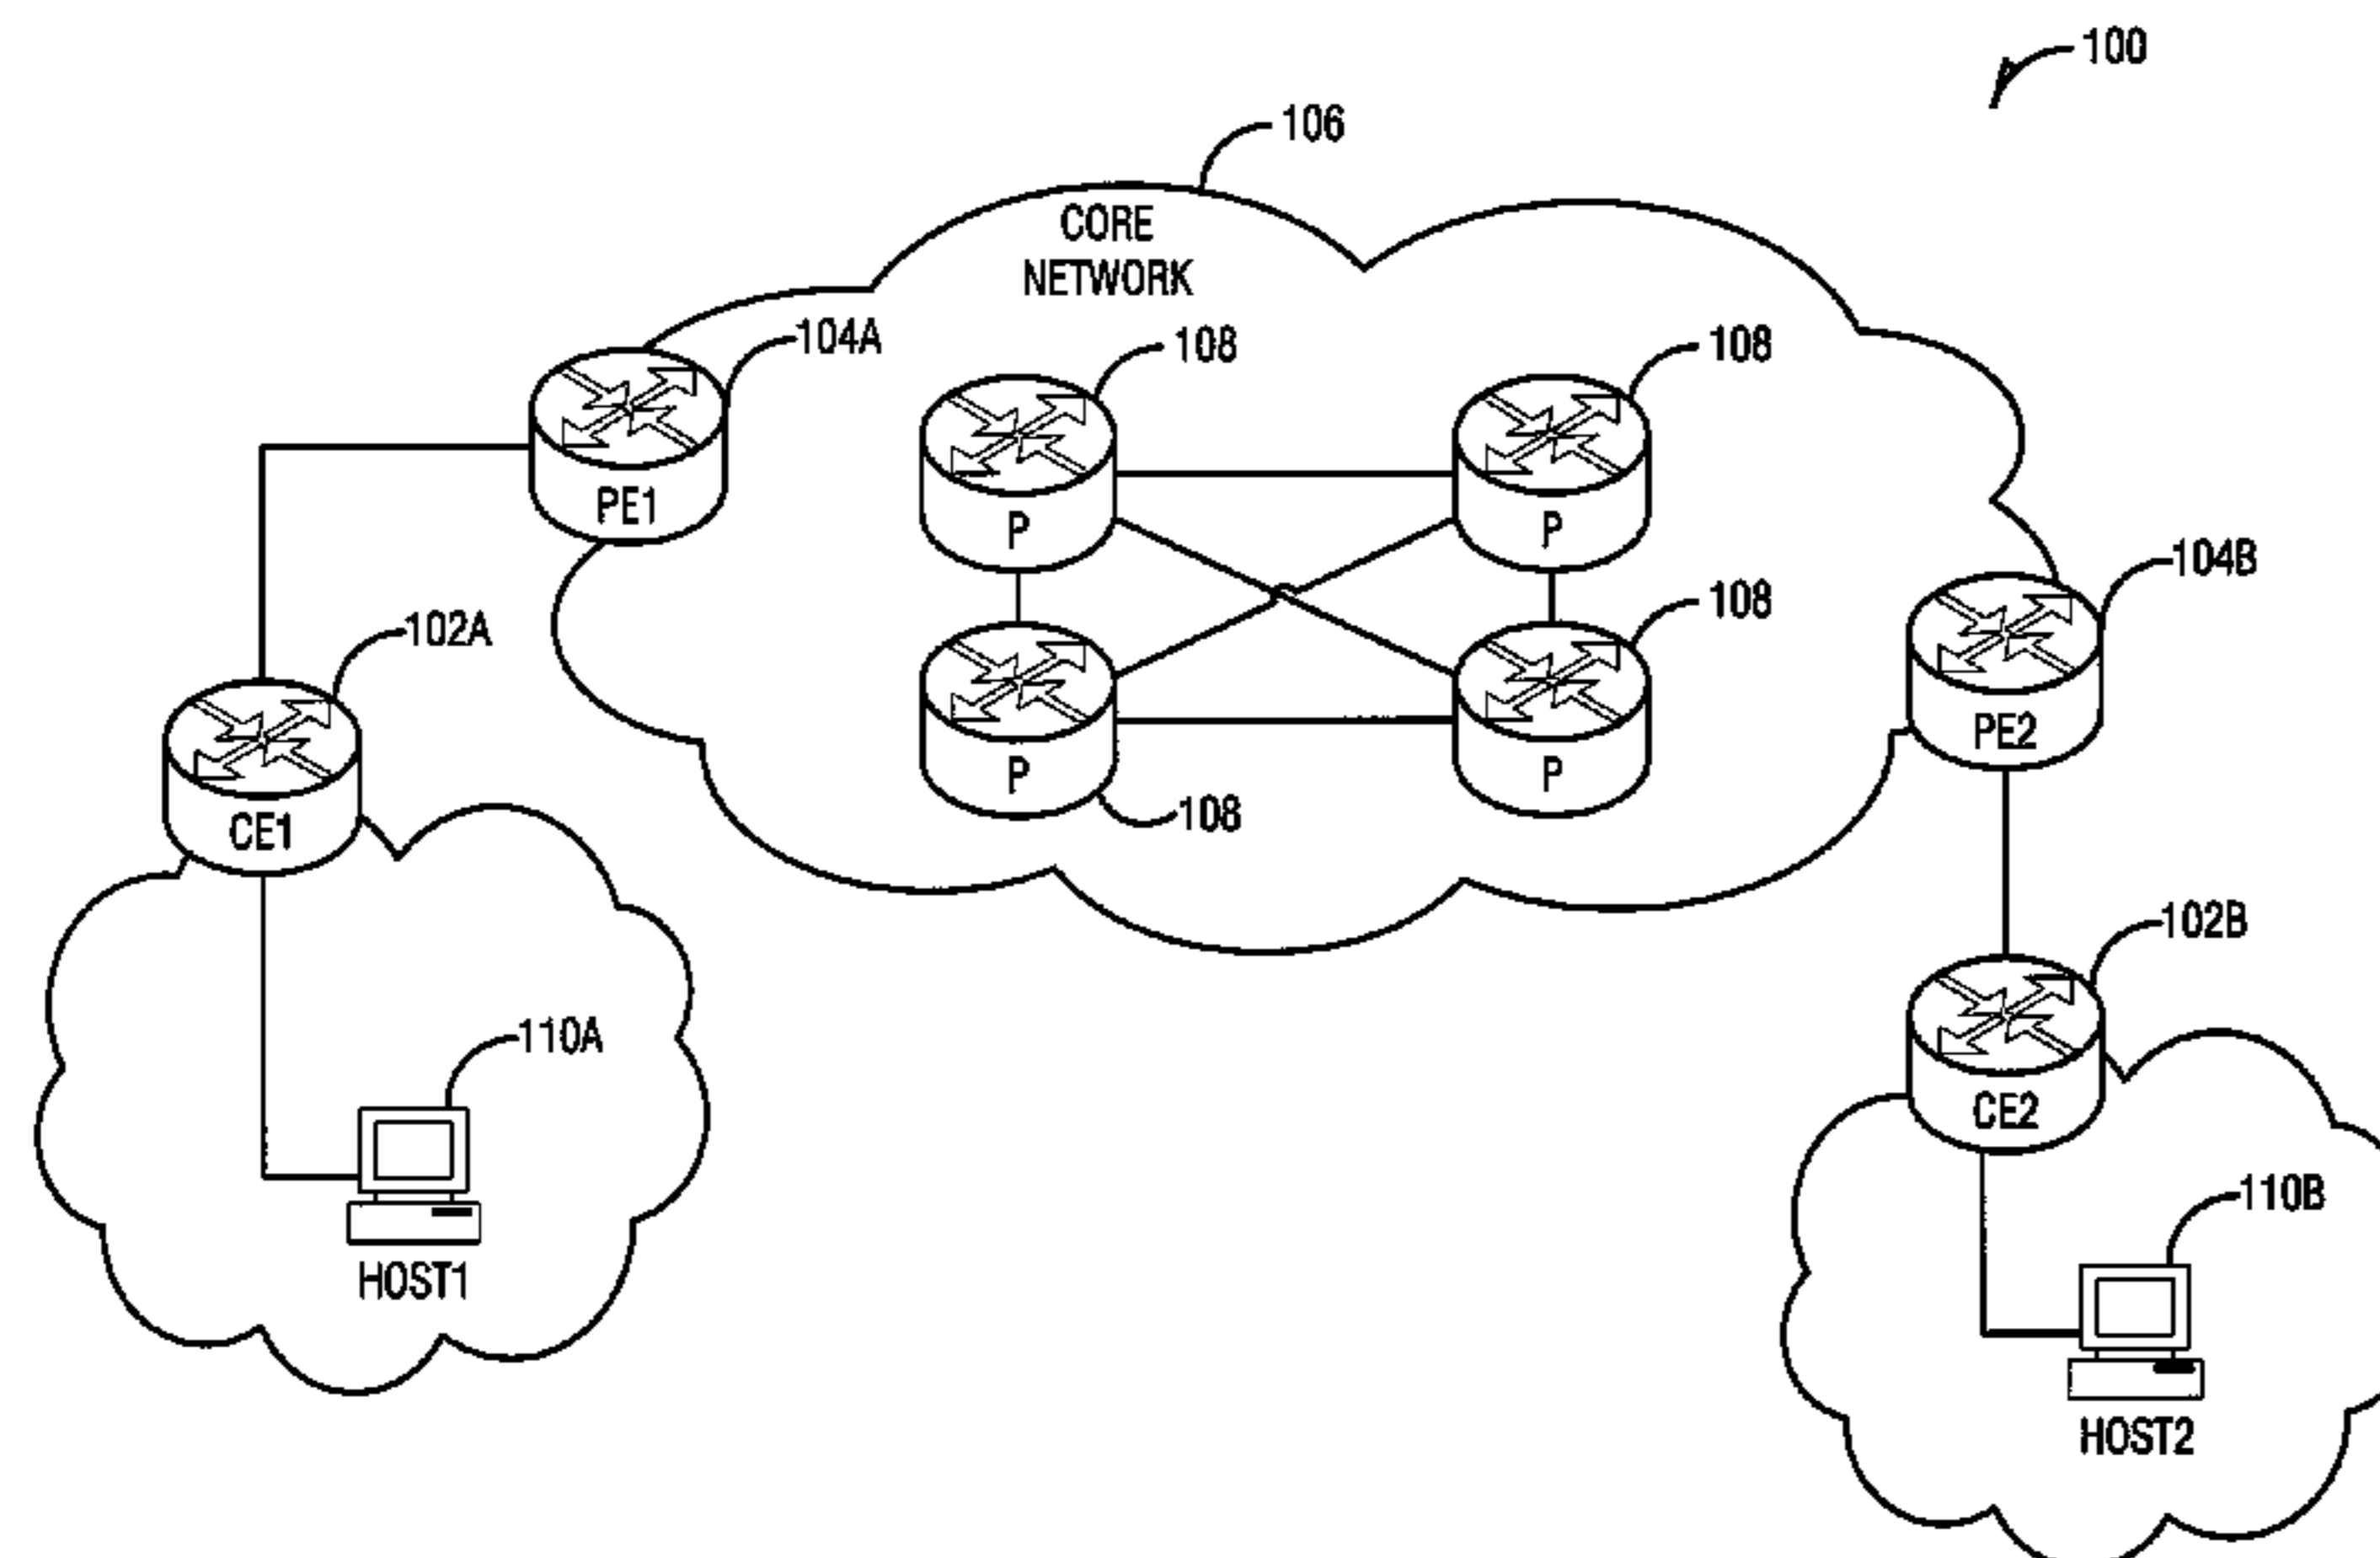 100
106
CORE
NETWORK
104A
108
108
PE1
P
P
104B
108
102A
PE2
P
P
108
CE1
102B
110A
CE2
110B
HOST1
HOST2